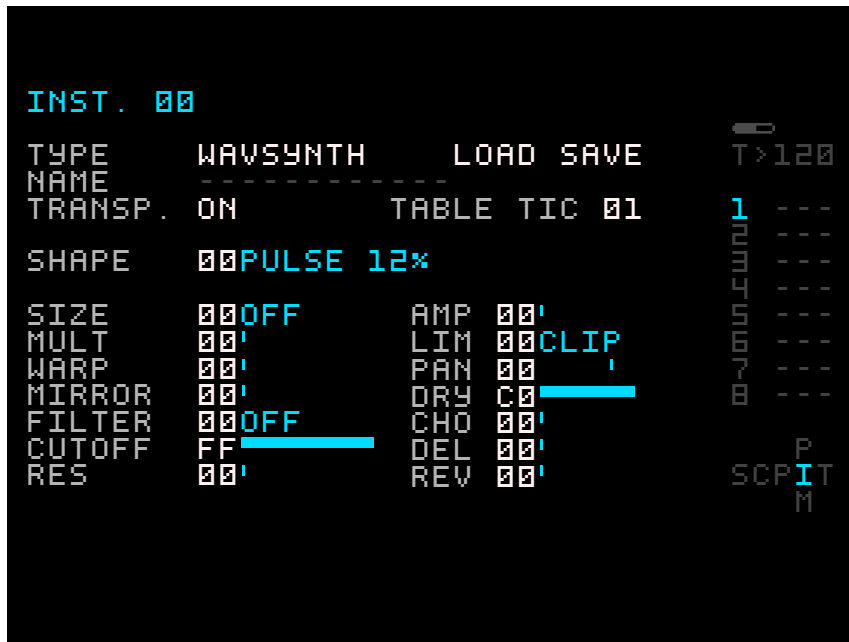 INST. 00
TYPE WAVSYNTH LOAD SAVE T>120
NAME -------------
TRANSP. ON TABLE TIC 01 1 ---
2 ---
SHAPE 00PULSE 12% 3 ---
4 ---
SIZE 00OFF AMP 00 5 ---
MULT 00 LIM 00CLIP 6 ---
WARP 00 PAN 00 7 ---
MIRROR 00 DRY C0 8 ---
FILTER 00OFF CHO 00
CUTOFF FF DEL 00 P
RES 00 REV 00 SCPIT
M